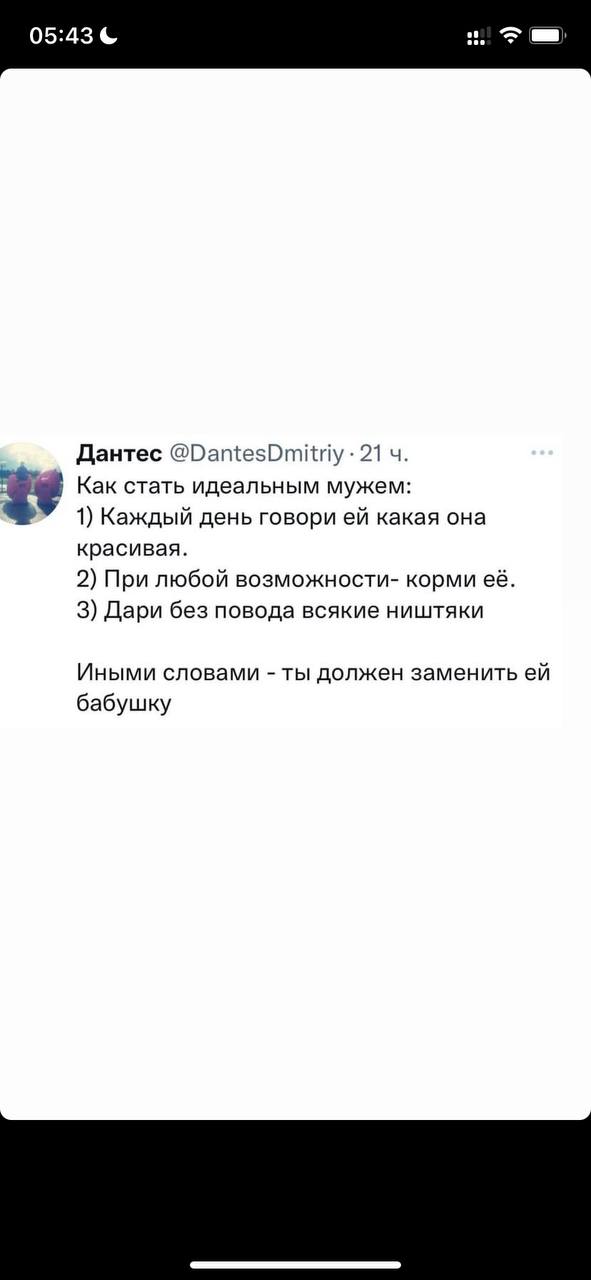 05:43
Дантес @DantesDmitriy · 21 ч.
Как стать идеальным мужем:
1) Каждый день говори ей какая она
красивая.
2) При любой возможности- корми её.
3) Дари без повода всякие ништяки
Иными словами - ты должен заменить ей
бабушку